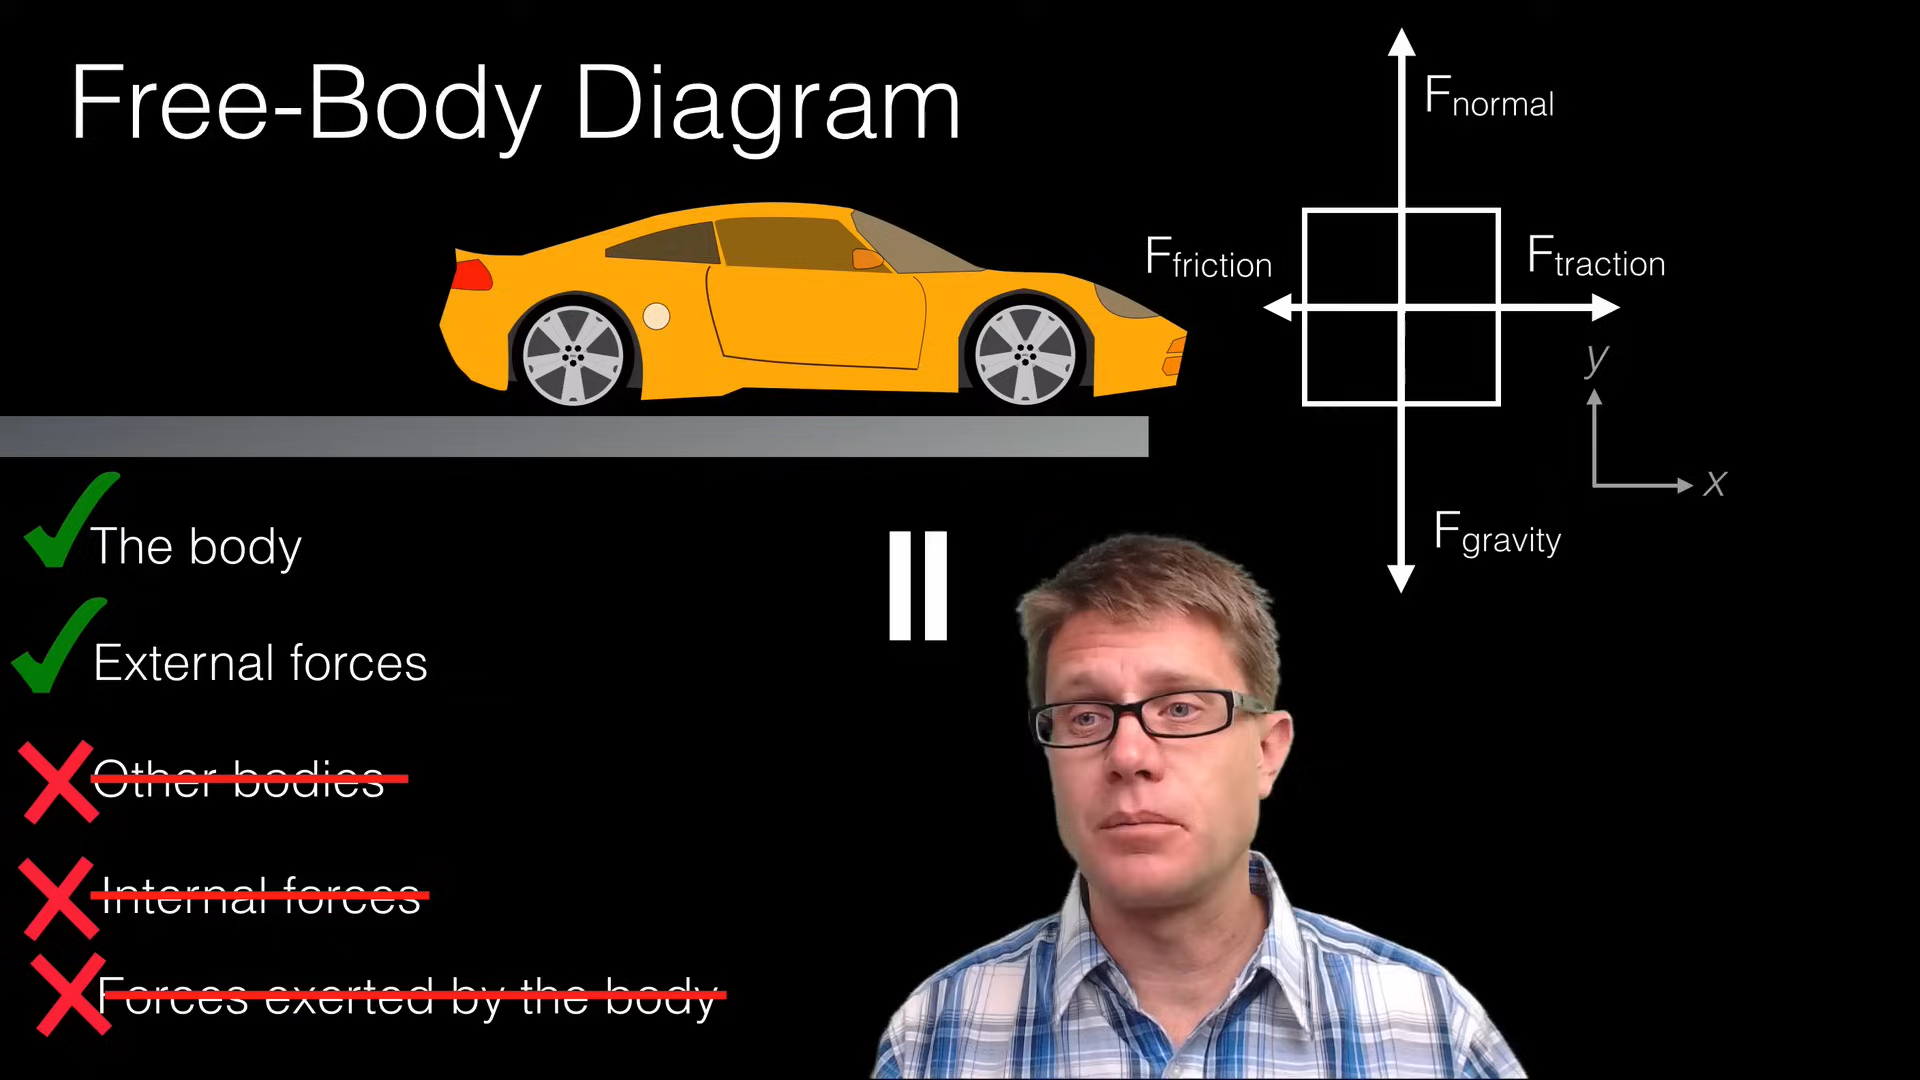 Free-Body Diagram
Fnormal
Ffriction
Ftraction
y
x
Fgravity
The body
External forces
Other bodies
Internal forces
Forces exerted by the body